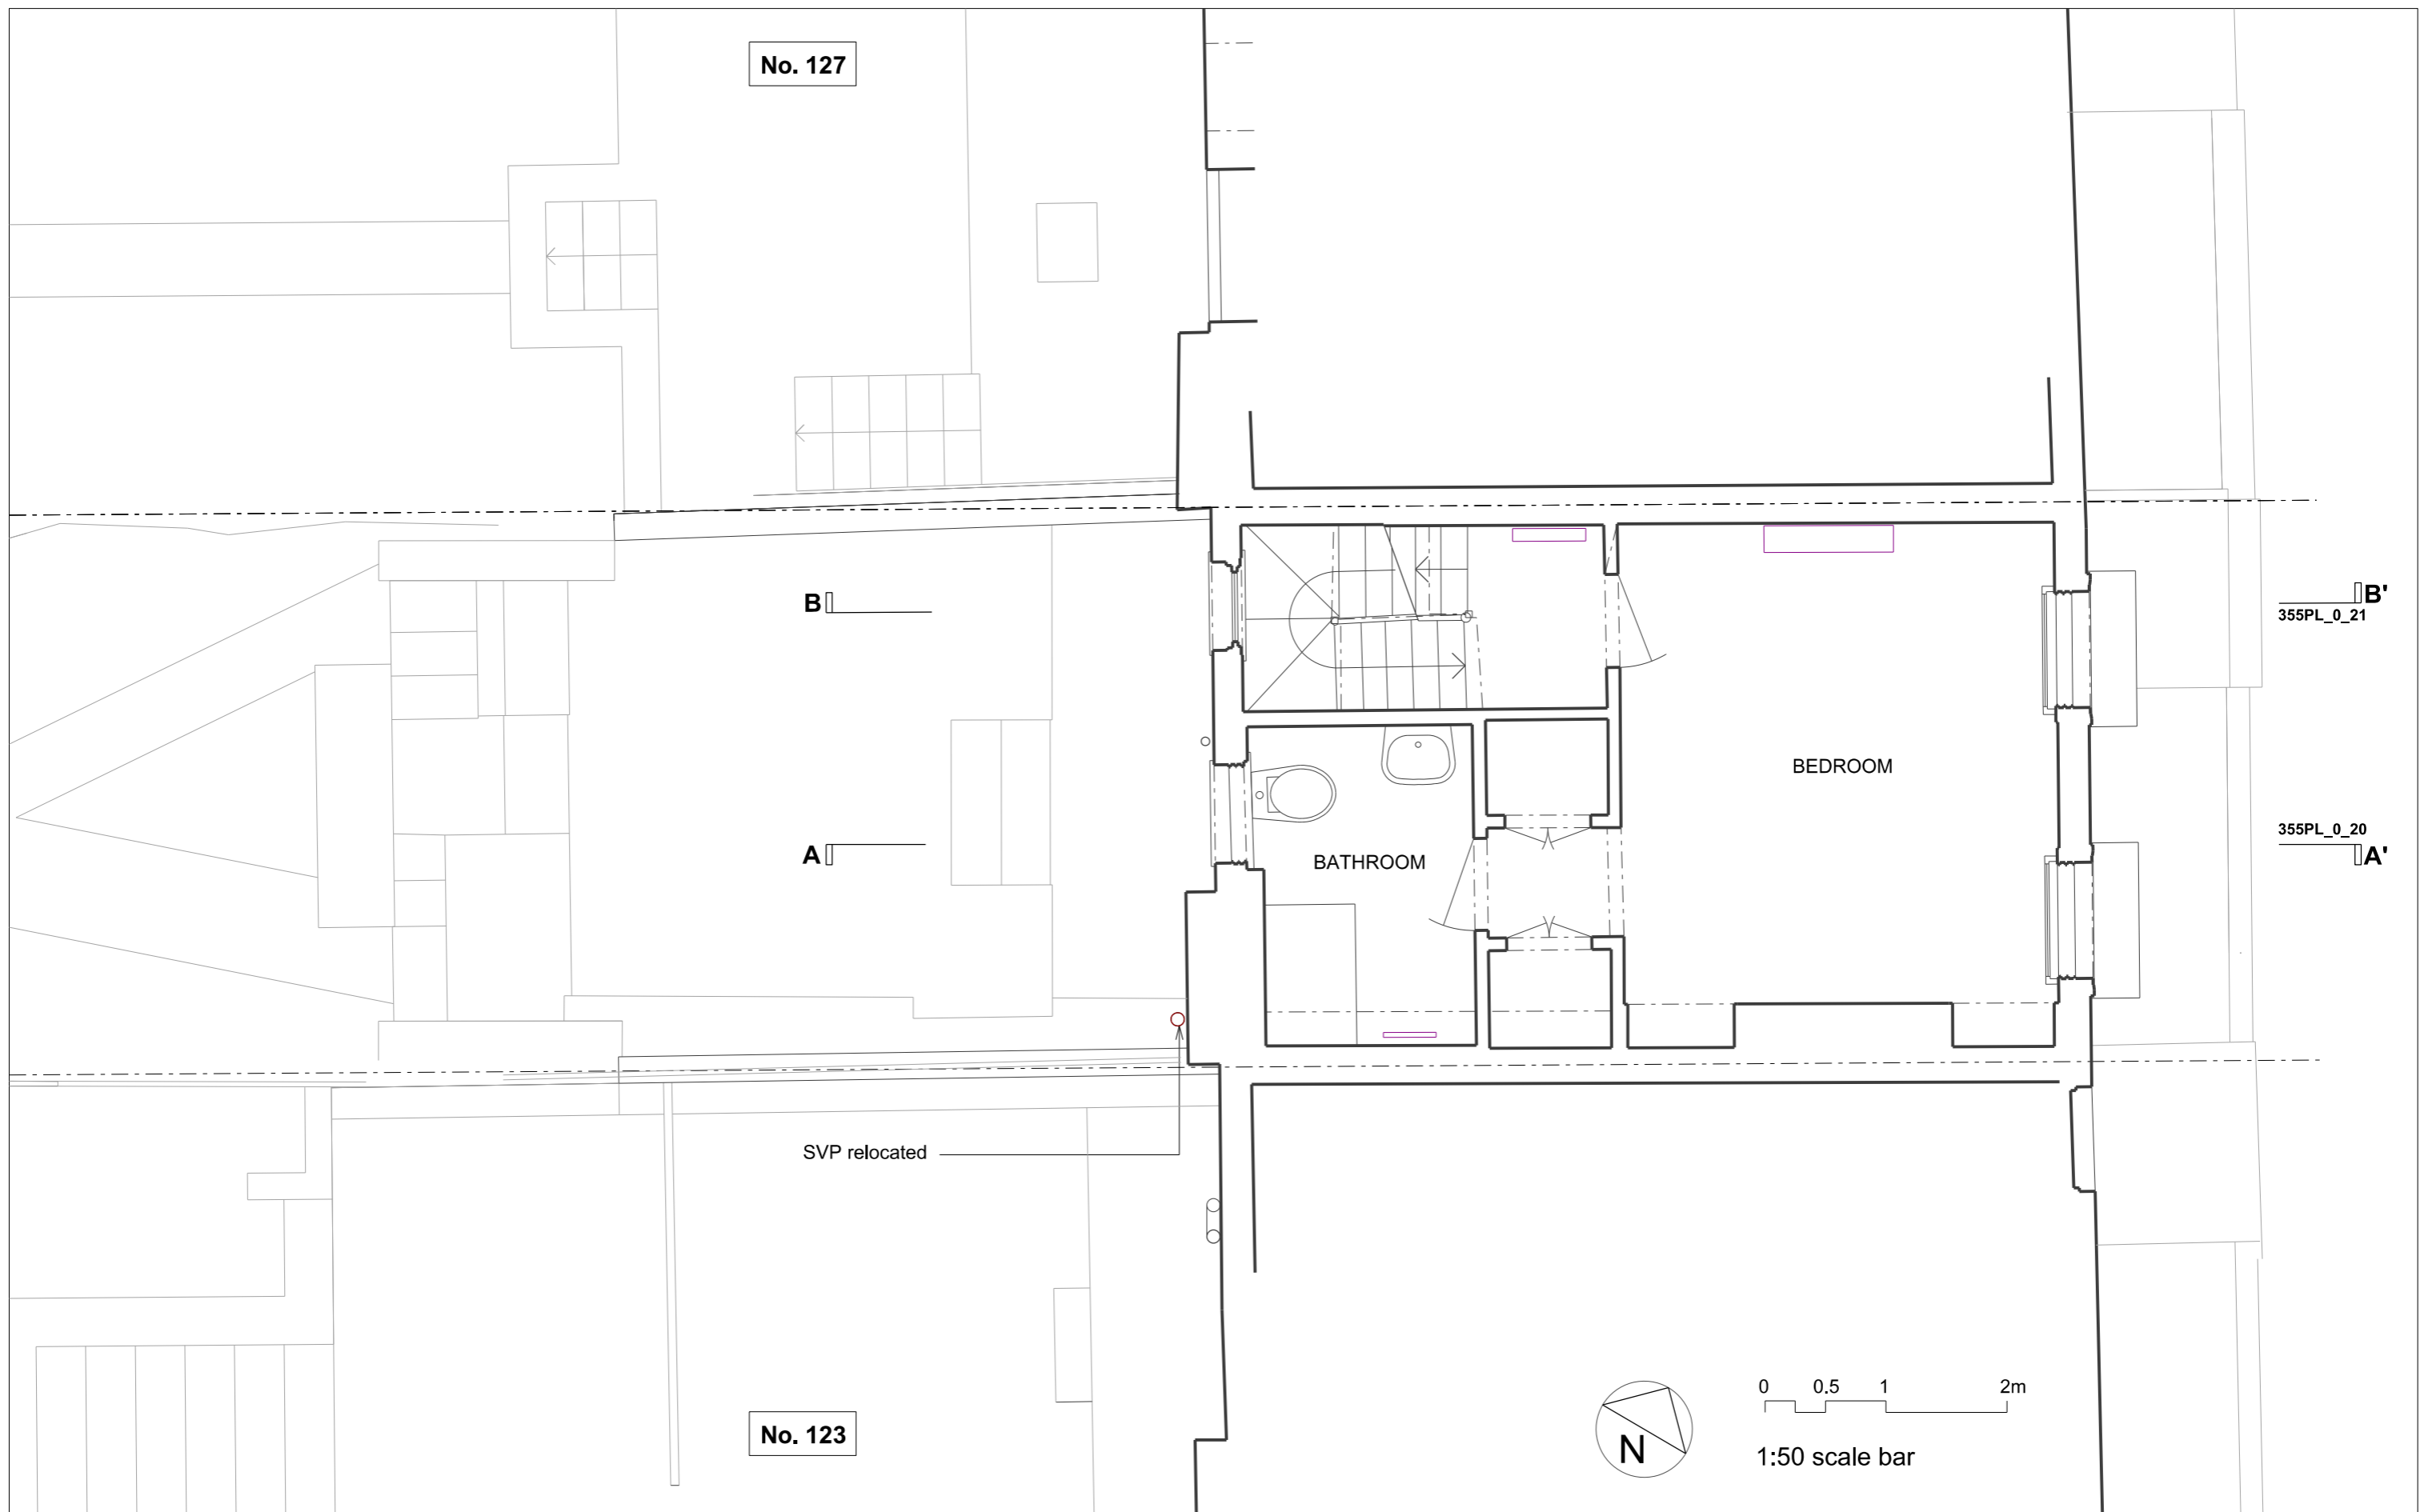 No. 127
B
B'
355PL_0_21
BEDROOM
355PL_0_20
A
A'
BATHROOM
SVP relocated
No. 123
N
0 0.5 1 2m
1:50 scale bar